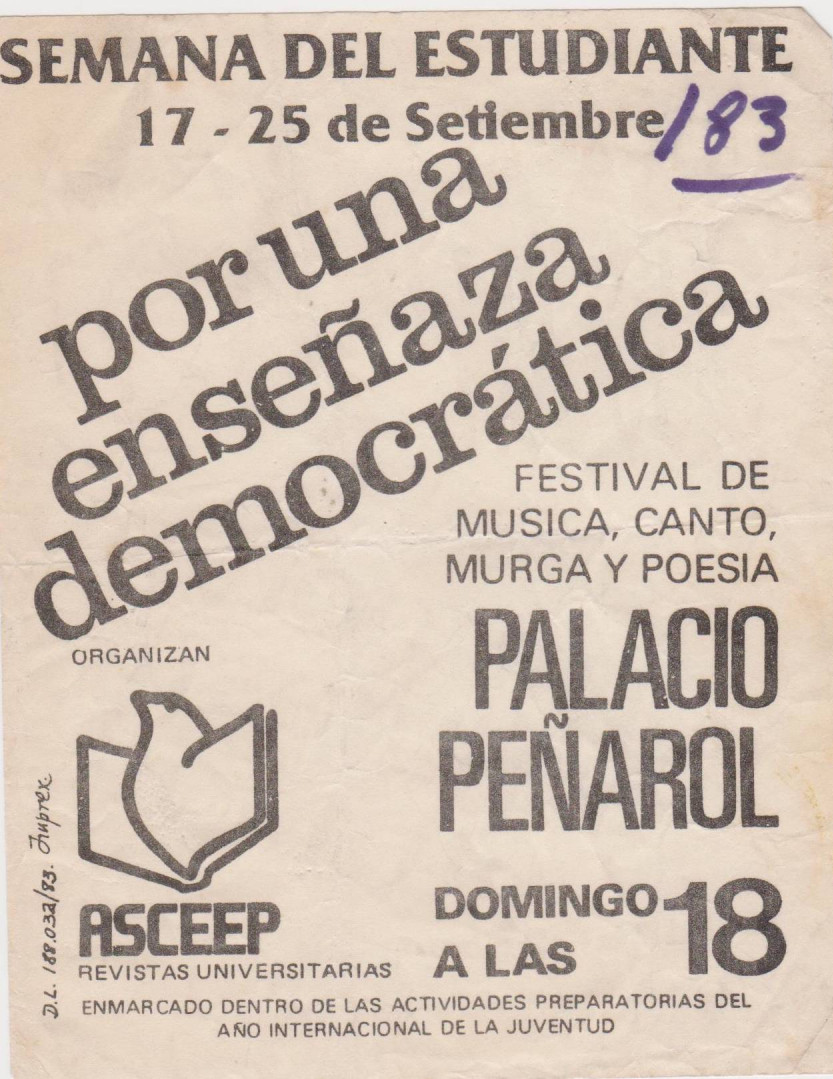 SEMANA DEL ESTUDIANTE
17 - 25 de Setiembre /83
por una
enseñaza
democrática
FESTIVAL DE
MUSICA, CANTO,
MURGA Y POESIA
PALACIO
PEÑAROL
DOMINGO 18
A LAS
ORGANIZAN
ASCEEP
REVISTAS UNIVERSITARIAS
ENMARCADO DENTRO DE LAS ACTIVIDADES PREPARATORIAS DEL
AÑO INTERNACIONAL DE LA JUVENTUD
D.L. 188.032/83. Imprex.